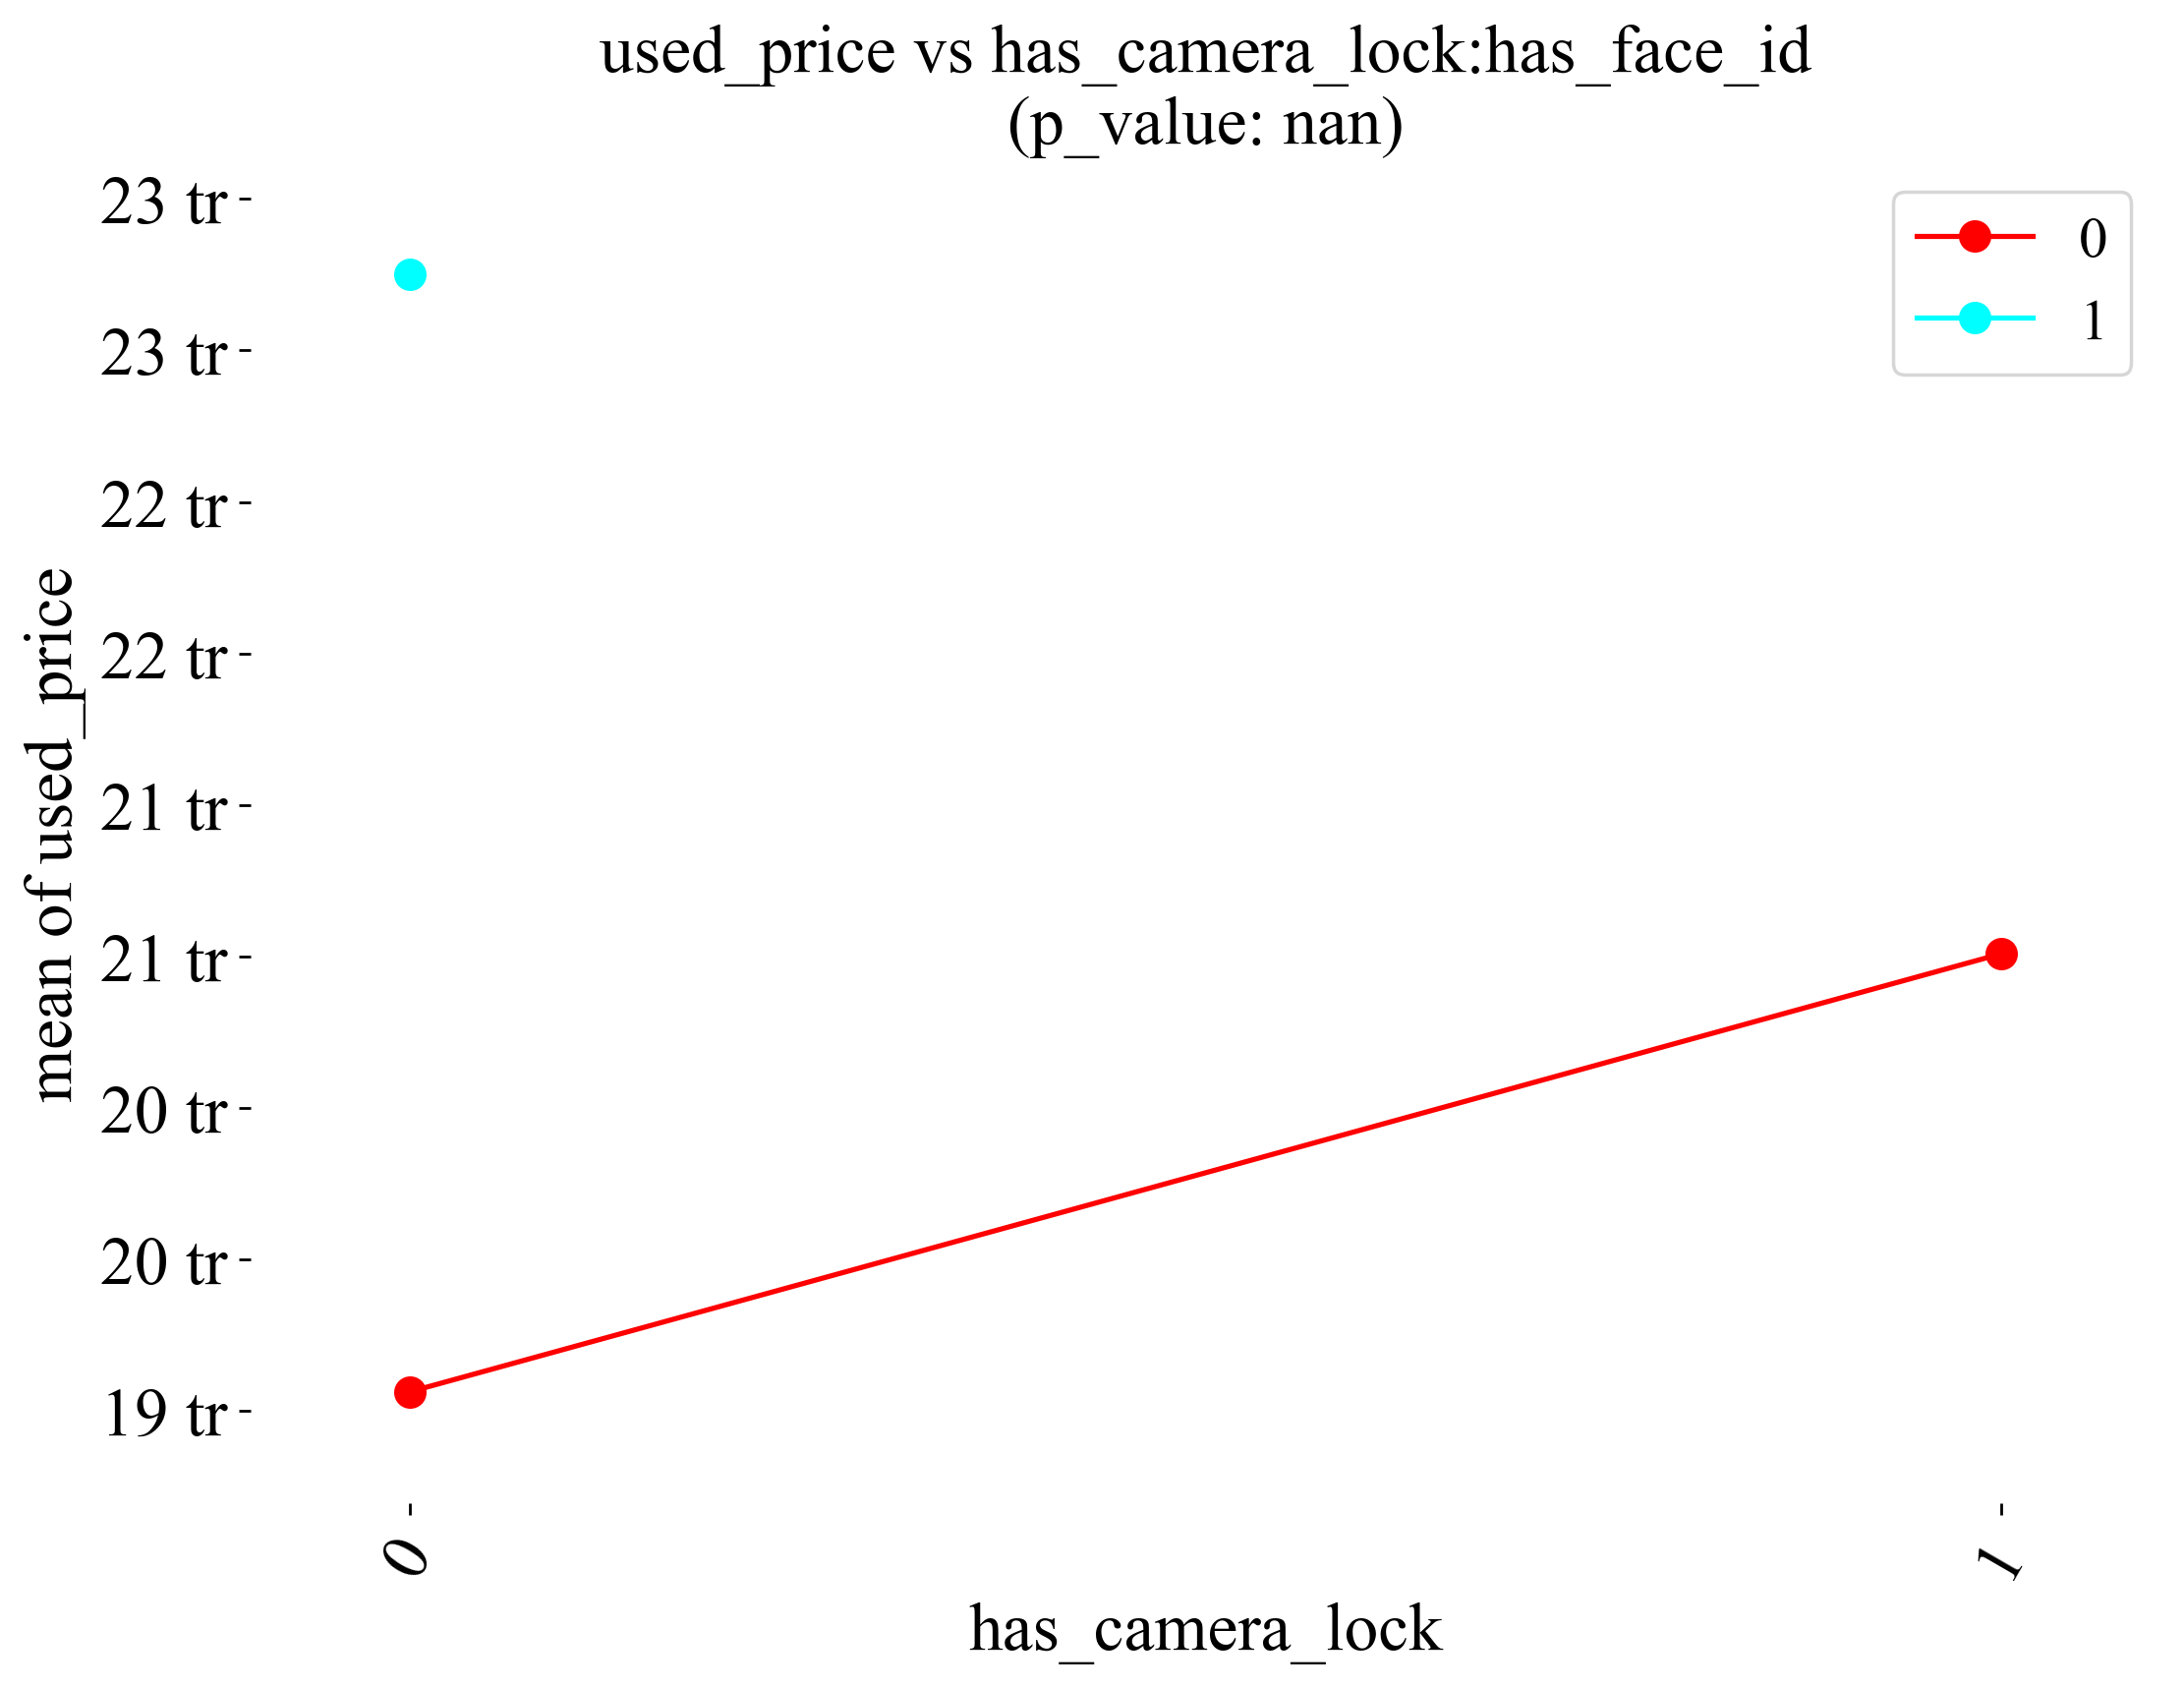 used_price vs has_camera_lock:has_face_id
(p_value: nan)
0
1
23 tr
23 tr
22 tr
22 tr
21 tr
21 tr
20 tr
20 tr
19 tr
mean of used_price
0
1
has_camera_lock